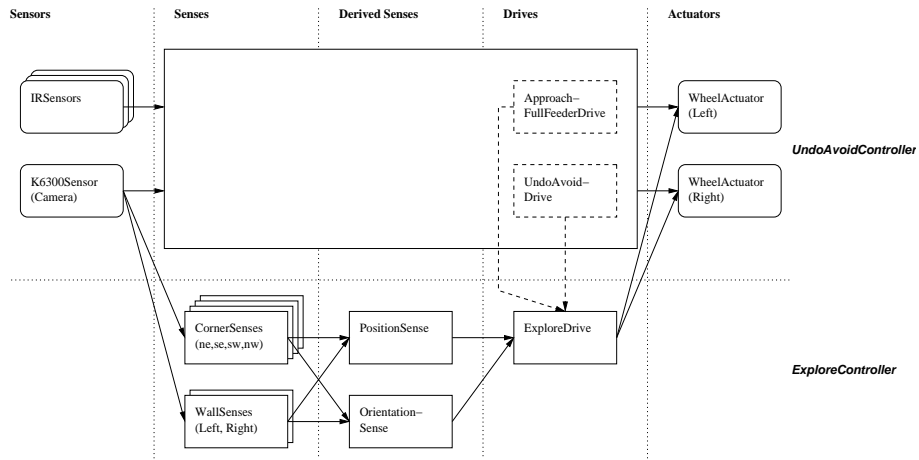 Sensors
Senses
Derived Senses
Drives
Actuators
IRSensors
Approach−
FullFeederDrive
WheelActuator
(Left)
UndoAvoidController
K6300Sensor
(Camera)
UndoAvoid−
Drive
WheelActuator
(Right)
CornerSenses
(ne,se,sw,nw)
PositionSense
ExploreDrive
ExploreController
WallSenses
(Left, Right)
Orientation−
Sense